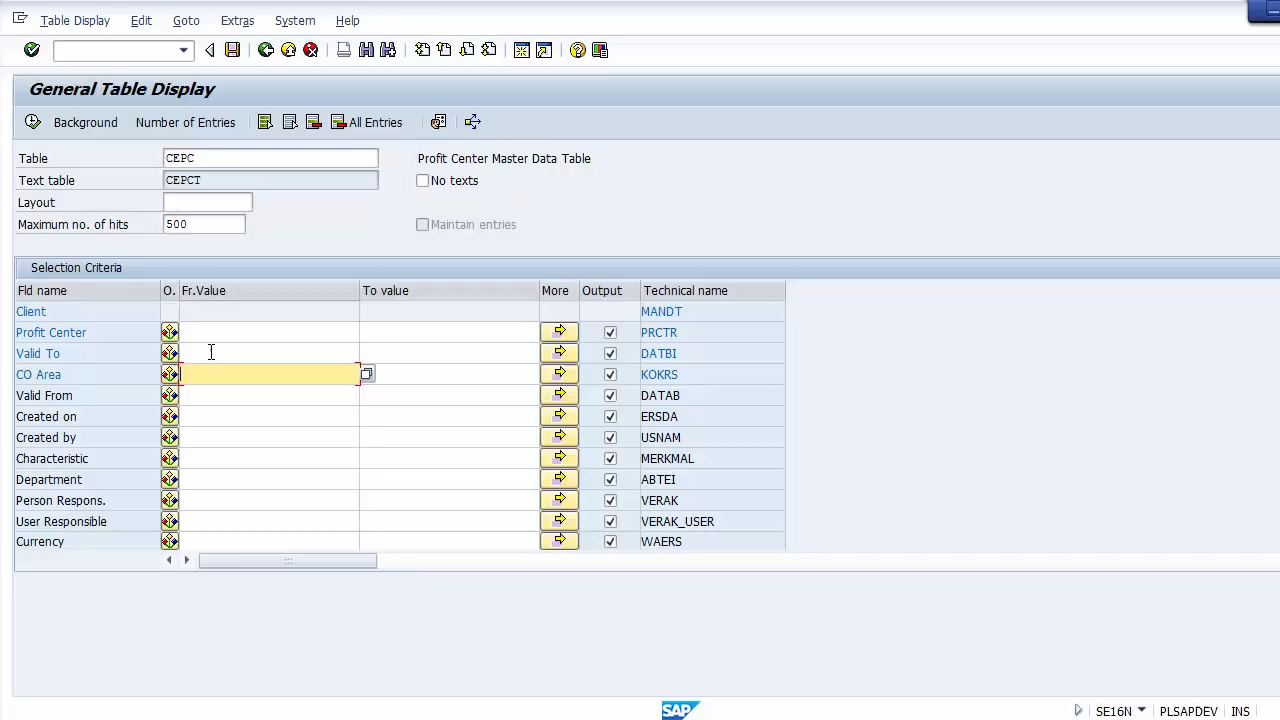 Table Display Edit Goto Extras System Help
General Table Display
Background Number of Entries All Entries
Table CEPC Profit Center Master Data Table
Text table CEPCT No texts
Layout
Maximum no. of hits 500 Maintain entries
Selection Criteria
Fld name O. Fr.Value To value More Output Technical name
Client MANDT
Profit Center PRCTR
Valid To DATBI
CO Area KOKRS
Valid From DATAB
Created on ERSDA
Created by USNAM
Characteristic MERKMAL
Department ABTEI
Person Respons. VERAK
User Responsible VERAK_USER
Currency WAERS
SAP SE16N PLSAPDEV INS